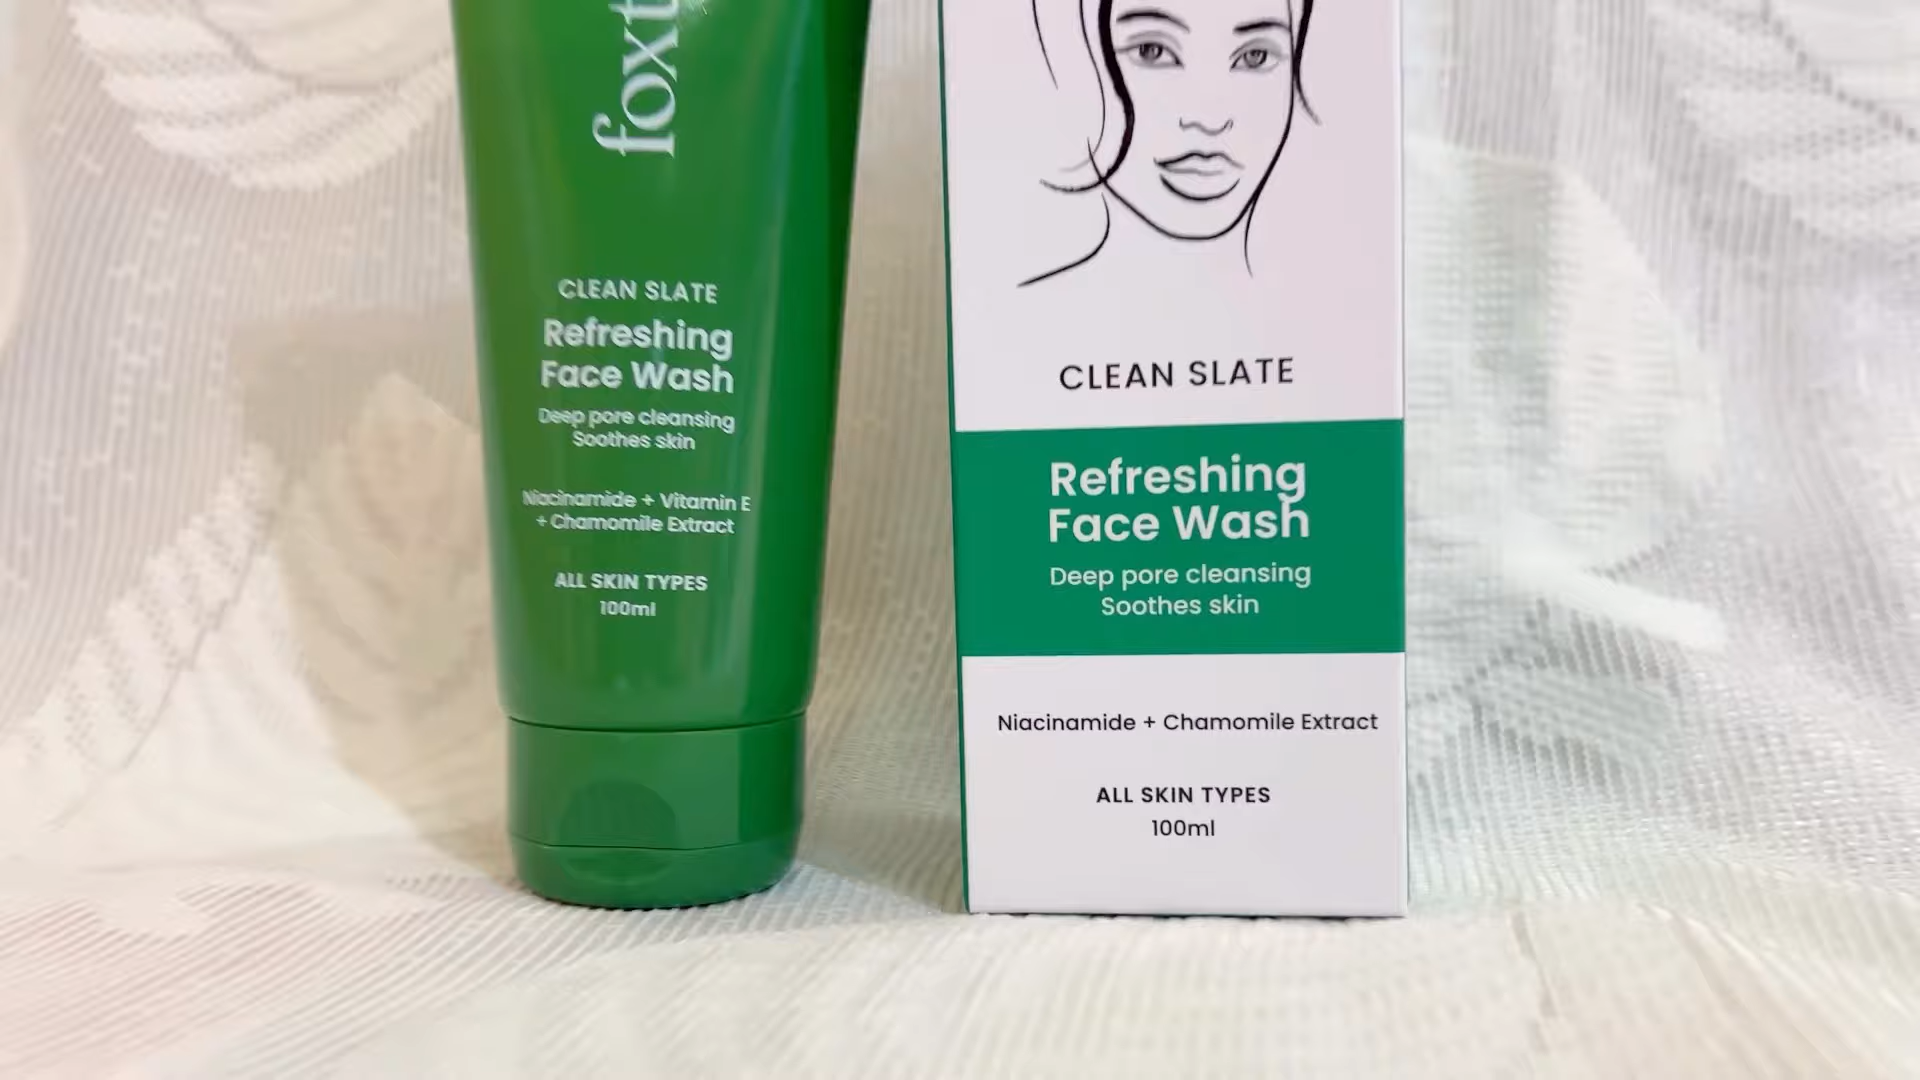 foxt
CLEAN SLATE
Refreshing
Face Wash
Deep pore cleansing
Soothes skin
Niacinamide + Vitamin E
+ Chamomile Extract
ALL SKIN TYPES
100ml
CLEAN SLATE
Refreshing
Face Wash
Deep pore cleansing
Soothes skin
Niacinamide + Chamomile Extract
ALL SKIN TYPES
100ml